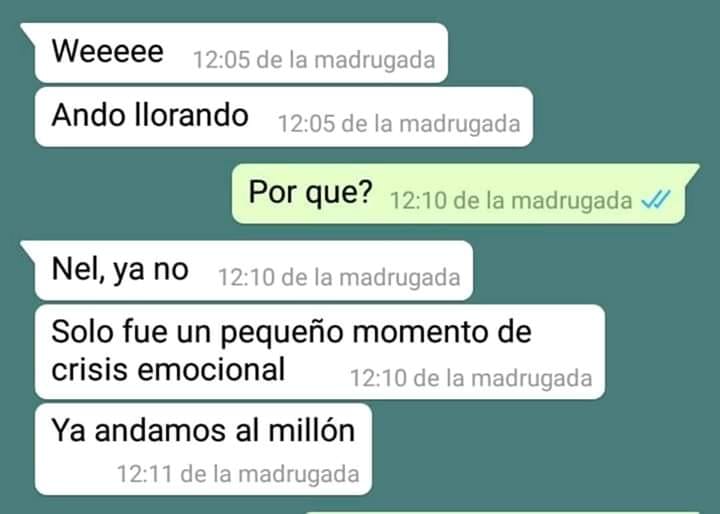 Weeeee 12:05 de la madrugada
Ando llorando 12:05 de la madrugada
Por que? 12:10 de la madrugada
Nel, ya no 12:10 de la madrugada
Solo fue un pequeño momento de
crisis emocional 12:10 de la madrugada
Ya andamos al millón
12:11 de la madrugada